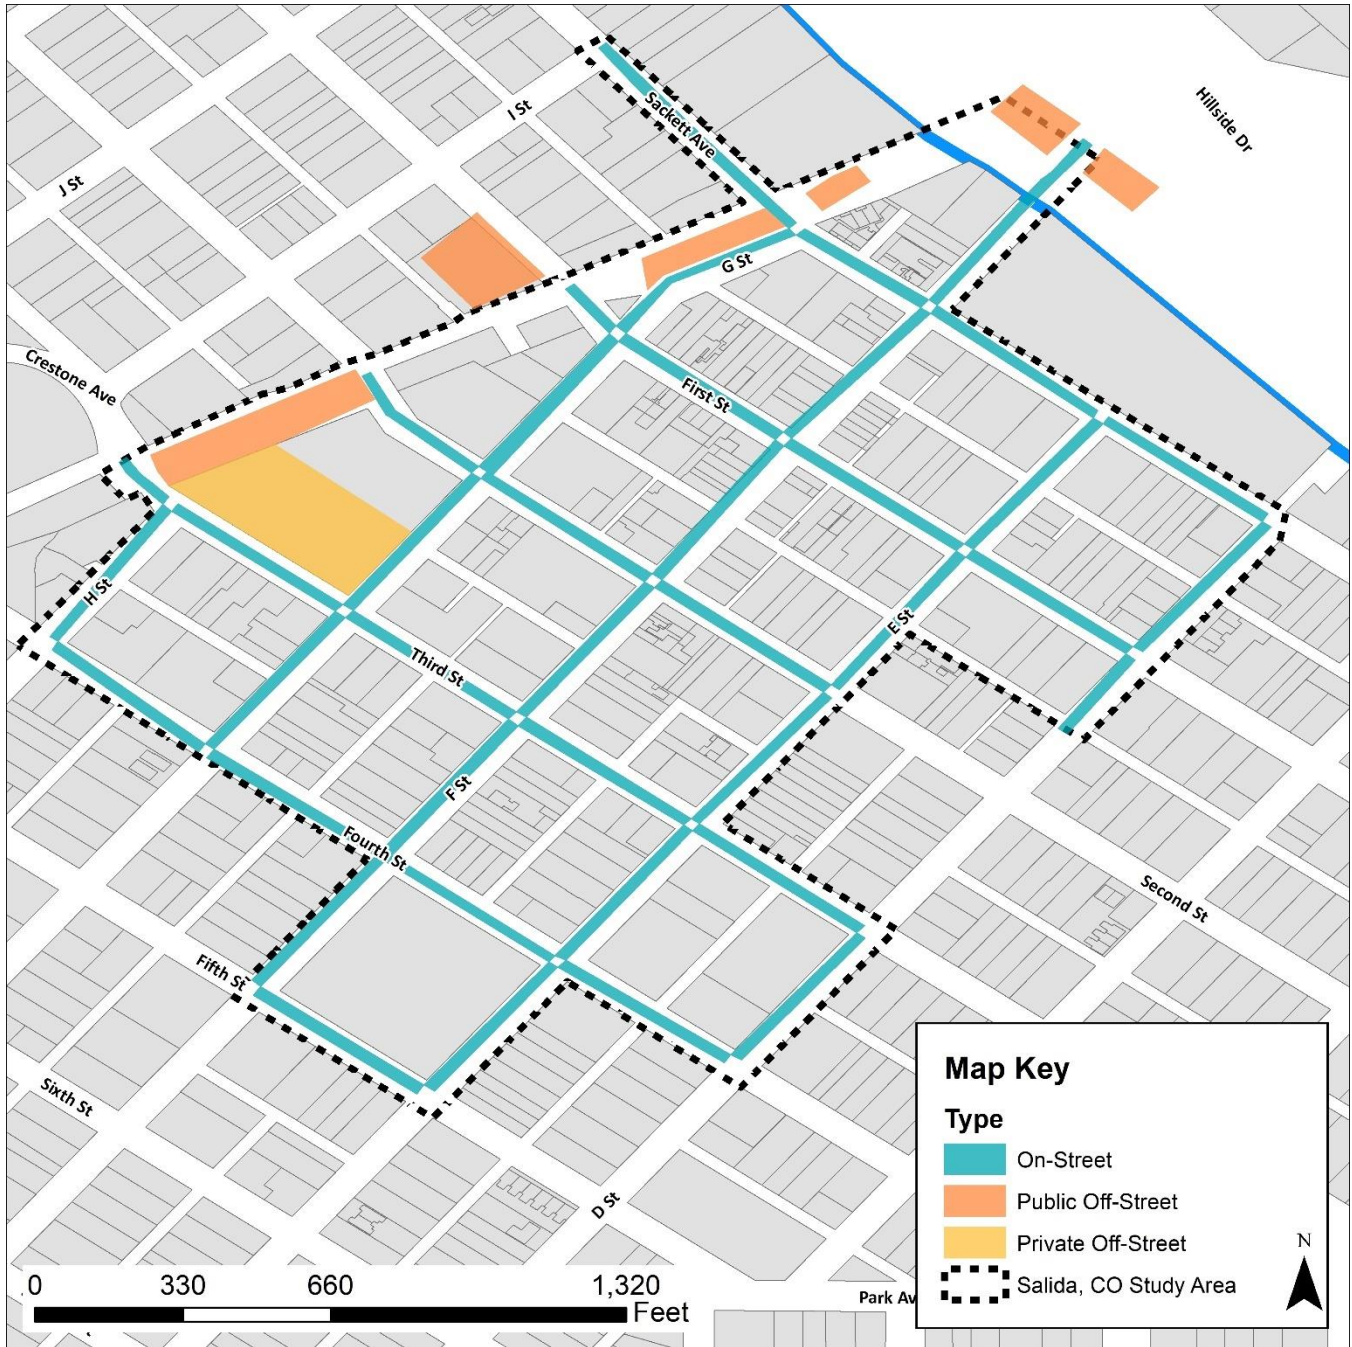 Hillside Dr
Sackett Ave
I St
J St
G St
Crestone Ave
First St
H St
E St
Third St
F St
Fourth St
Second St
Fifth St
Sixth St
D St
Park Av
Map Key
Type
On-Street
Public Off-Street
Private Off-Street
Salida, CO Study Area
N
0 330 660 1,320
Feet